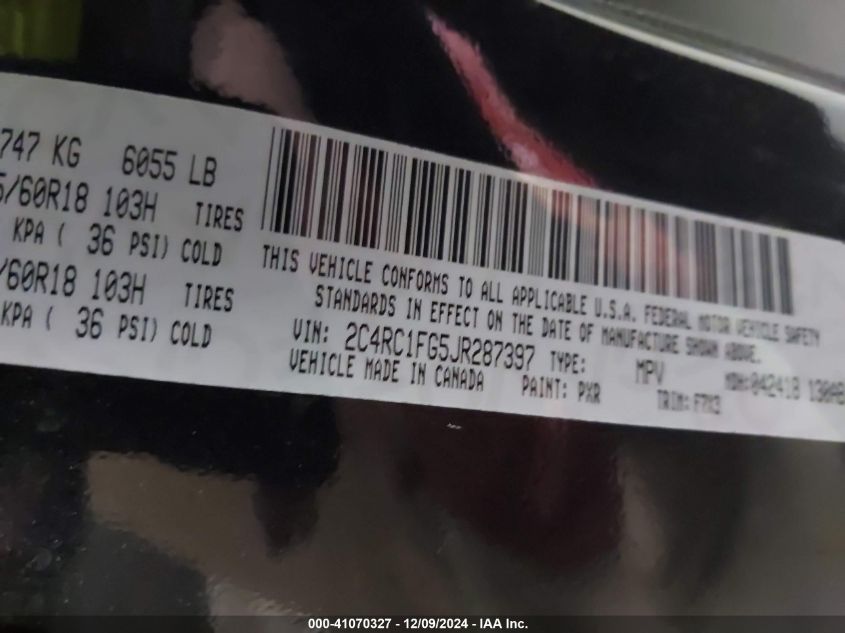 747 KG 6055 LB
/60R18 103H TIRES
KPA ( 36 PSI) COLD
/60R18 103H TIRES
KPA ( 36 PSI) COLD
THIS VEHICLE CONFORMS TO ALL APPLICABLE U.S.A. FEDERAL MOTOR VEHICLE SAFETY
STANDARDS IN EFFECT ON THE DATE OF MANUFACTURE SHOWN ABOVE.
VIN: 2C4RC1FG5JR287397 TYPE: MPV MDH:042418
VEHICLE MADE IN CANADA PAINT: PXR TRIM: F7X3
000-41070327 - 12/09/2024 - IAA Inc.